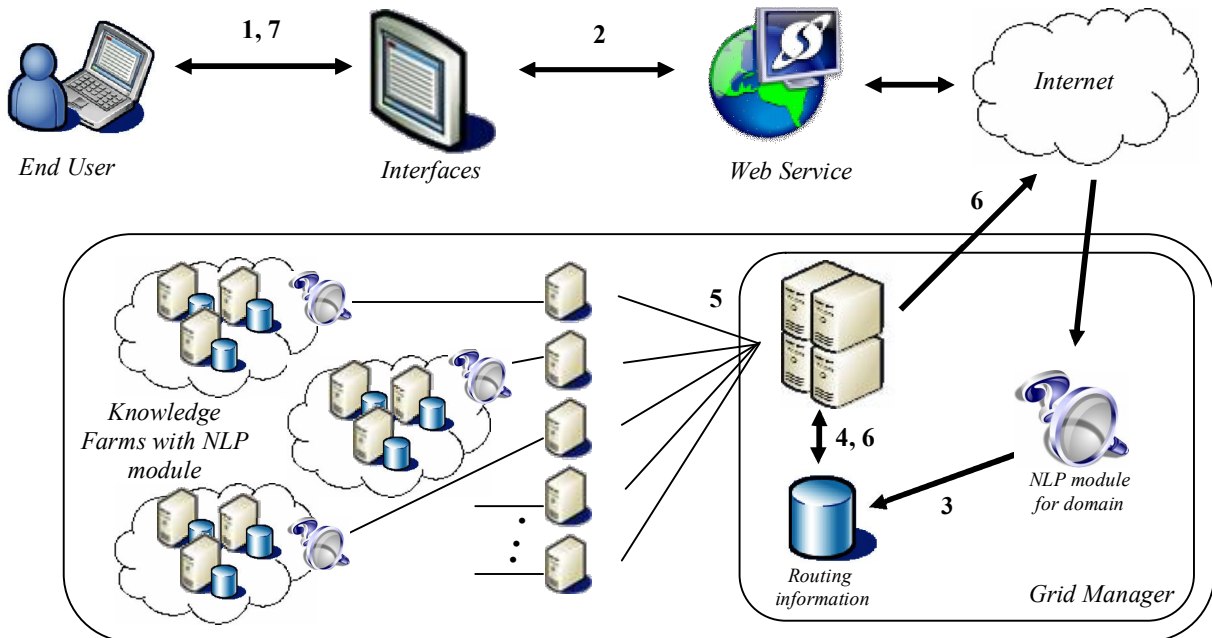 1, 7
2
Internet
End User
Interfaces
Web Service
6
5
Knowledge
Farms with NLP
module
4, 6
3
NLP module
for domain
Routing
information
Grid Manager